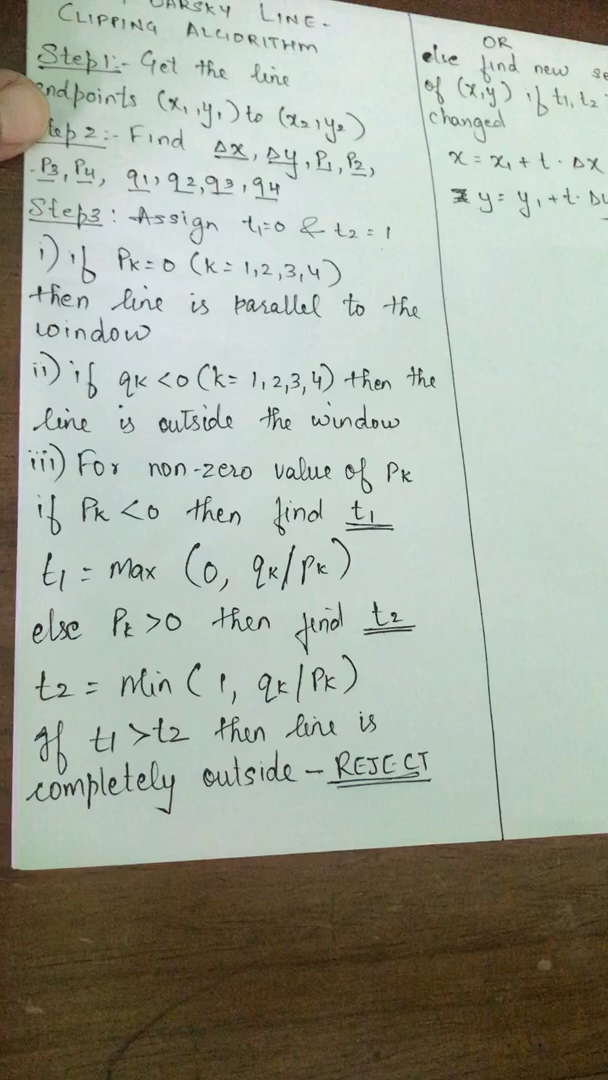 BARSKY LINE-
CLIPPING ALGIORITHM
Step1:- Get the line
endpoints (x1,y1) to (x2,y2)
Step 2:- Find Δx, Δy, P1, P2,
P3, P4, q1, q2, q3, q4
Step3: Assign t1=0 & t2=1
i) if Pk=0 (k=1,2,3,4)
then line is parallel to the
window
ii) if qk<0 (k=1,2,3,4) then the
line is outside the window
iii) For non-zero value of Pk
if Pk<0 then find t1
t1 = max (0, qk/pk)
else Pk>0 then find t2
t2 = Min (1, qk/Pk)
If t1>t2 then line is
completely outside – REJECT
OR
else find new
of (x,y) if t1, t2
changed
x = x1 + t. Δx
y = y1 + t.